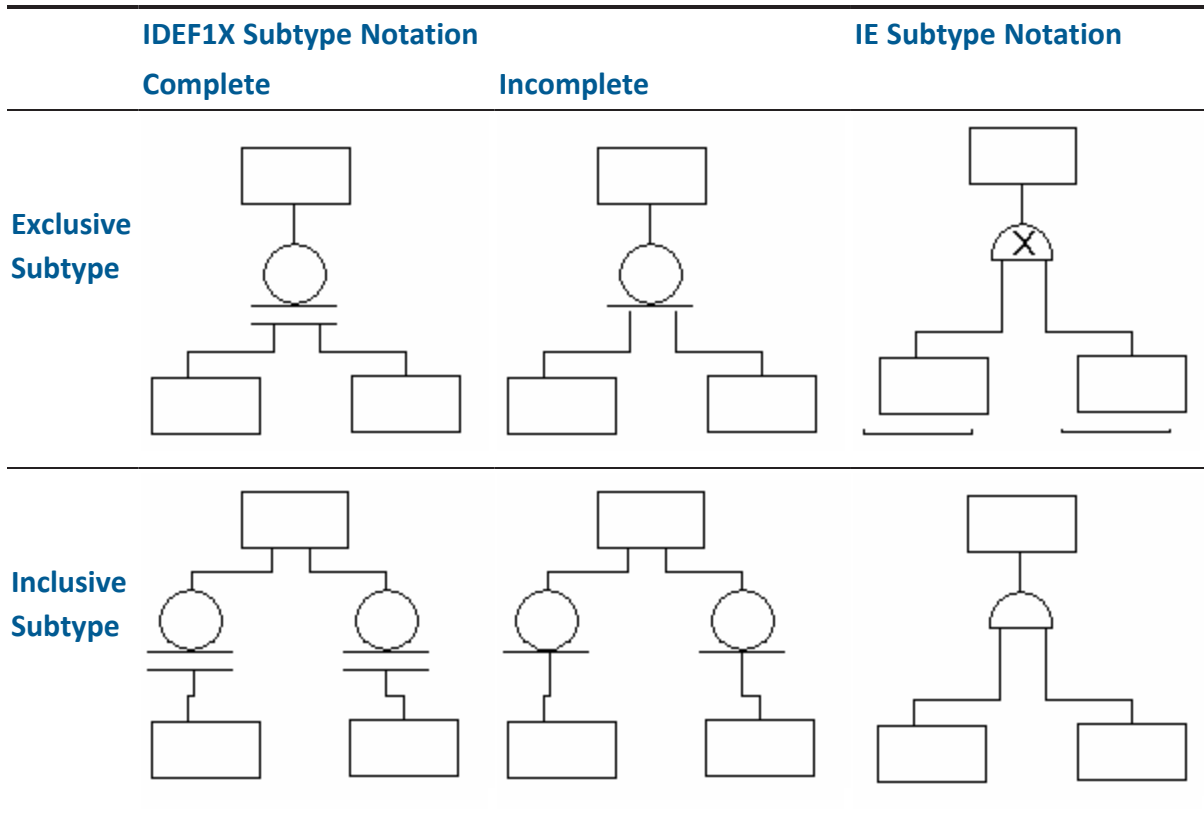 IDEF1X Subtype Notation
IE Subtype Notation
Complete
Incomplete
Exclusive
Subtype
X
Inclusive
Subtype